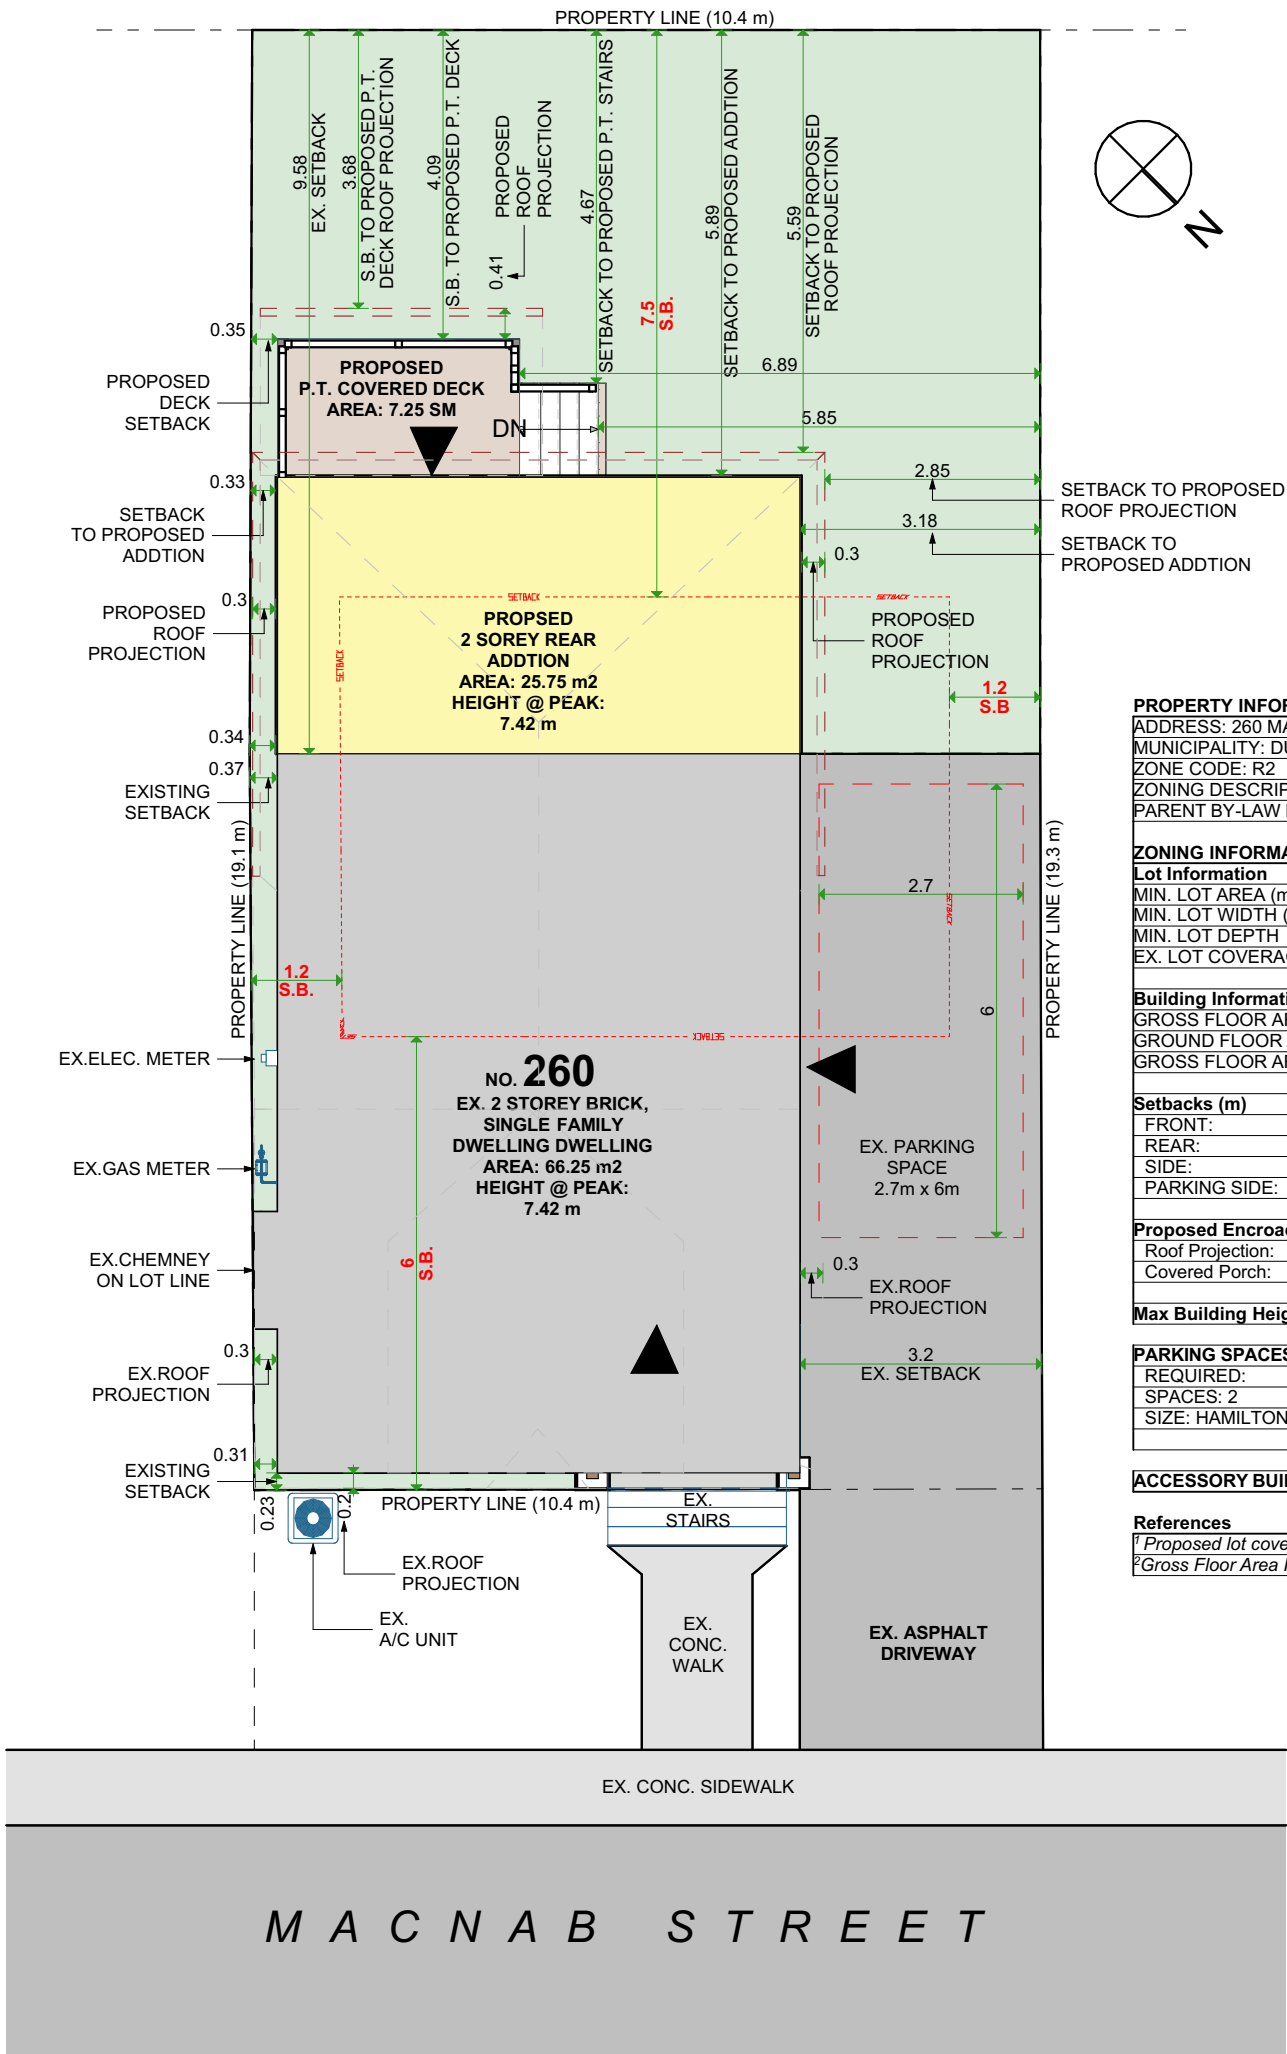 PROPERTY LINE (10.4 m)
9.58
EX. SETBACK
3.68
S.B. TO PROPOSED P.T.
DECK ROOF PROJECTION
4.09
S.B. TO PROPOSED P.T. DECK
PROPOSED
ROOF
PROJECTION
0.41
4.67
SETBACK TO PROPOSED P.T. STAIRS
7.5
S.B.
5.89
SETBACK TO PROPOSED ADDTION
5.59
SETBACK TO PROPOSED
ROOF PROJECTION
N
0.35
PROPOSED
DECK
SETBACK
PROPOSED
P.T. COVERED DECK
AREA: 7.25 SM
DN
6.89
5.85
2.85
SETBACK TO PROPOSED
ROOF PROJECTION
3.18
SETBACK TO
PROPOSED ADDTION
0.33
SETBACK
TO PROPOSED
ADDTION
0.3
PROPOSED
ROOF
PROJECTION
0.3
PROPOSED
ROOF
PROJECTION
SETBACK
SETBACK
SETBACK
PROPSED
2 SOREY REAR
ADDTION
AREA: 25.75 m2
HEIGHT @ PEAK:
7.42 m
1.2
S.B
0.34
0.37
EXISTING
SETBACK
PROPERTY LINE (19.1 m)
PROPERTY LINE (19.3 m)
2.7
SETBACK
6
1.2
S.B.
SETBACK
EX.ELEC. METER
EX.GAS METER
NO. 260
EX. 2 STOREY BRICK,
SINGLE FAMILY
DWELLING DWELLING
AREA: 66.25 m2
HEIGHT @ PEAK:
7.42 m
EX. PARKING
SPACE
2.7m x 6m
6
S.B.
EX.CHEMNEY
ON LOT LINE
0.3
EX.ROOF
PROJECTION
0.3
EX.ROOF
PROJECTION
3.2
EX. SETBACK
0.31
EXISTING
SETBACK
0.23
0.2
PROPERTY LINE (10.4 m)
EX.
STAIRS
EX.ROOF
PROJECTION
EX.
A/C UNIT
EX.
CONC.
WALK
EX. ASPHALT
DRIVEWAY
EX. CONC. SIDEWALK
MACNAB STREET
PROPERTY INFOR
ADDRESS: 260 MA
MUNICIPALITY: DU
ZONE CODE: R2
ZONING DESCRIP
PARENT BY-LAW
ZONING INFORMA
Lot Information
MIN. LOT AREA (m
MIN. LOT WIDTH (
MIN. LOT DEPTH
EX. LOT COVERA
Building Informati
GROSS FLOOR A
GROUND FLOOR
GROSS FLOOR A
Setbacks (m)
FRONT:
REAR:
SIDE:
PARKING SIDE:
Proposed Encroa
Roof Projection:
Covered Porch:
Max Building Heig
PARKING SPACES
REQUIRED:
SPACES: 2
SIZE: HAMILTON
ACCESSORY BUI
References
¹ Proposed lot cove
²Gross Floor Area